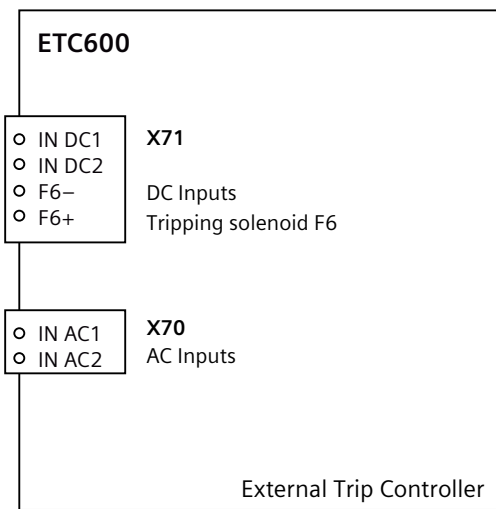 ETC600
IN DC1
IN DC2
F6−
F6+
X71
DC Inputs
Tripping solenoid F6
IN AC1
IN AC2
X70
AC Inputs
External Trip Controller